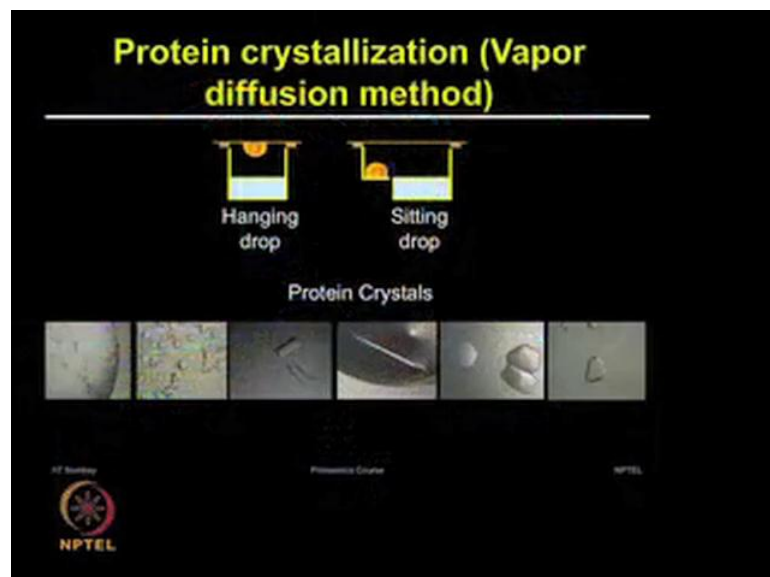 Protein crystallization (Vapor
diffusion method)
Hanging
drop
Sitting
drop
Protein Crystals
IIT Bombay
Proteomics Course
NPTEL
NPTEL